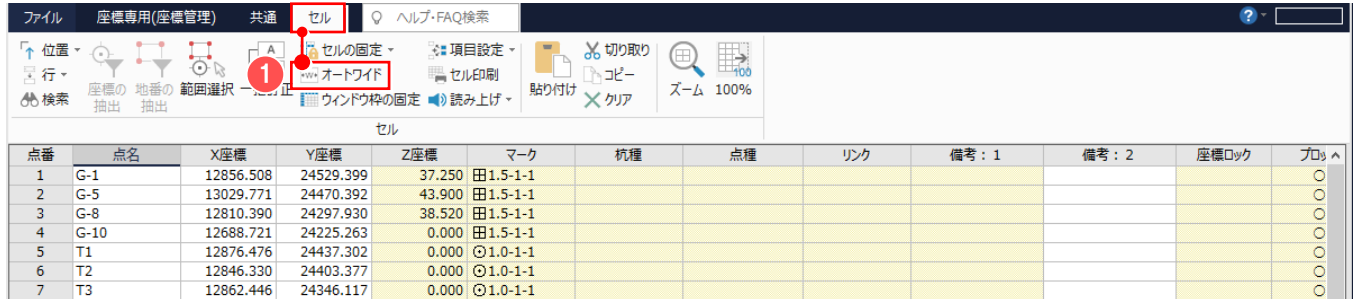 ファイル 座標専用(座標管理) 共通 セル ヘルプ・FAQ検索 ?
位置 セルの固定 項目設定 切り取り
行 オートワイド セル印刷 コピー
検索 ウィンドウ枠の固定 読み上げ クリア
座標の抽出 地番の抽出 範囲選択 貼り付け ズーム 100%
1
セル
点番 点名 X座標 Y座標 Z座標 マーク 杭種 点種 リンク 備考：1 備考：2 座標ロック
1 G-1 12856.508 24529.399 37.250 田1.5-1-1 ○
2 G-5 13029.771 24470.392 43.900 田1.5-1-1 ○
3 G-8 12810.390 24297.930 38.520 田1.5-1-1 ○
4 G-10 12688.721 24225.263 0.000 田1.5-1-1 ○
5 T1 12876.476 24437.302 0.000 ⊙1.0-1-1 ○
6 T2 12846.330 24403.377 0.000 ⊙1.0-1-1 ○
7 T3 12862.446 24346.117 0.000 ⊙1.0-1-1 ○